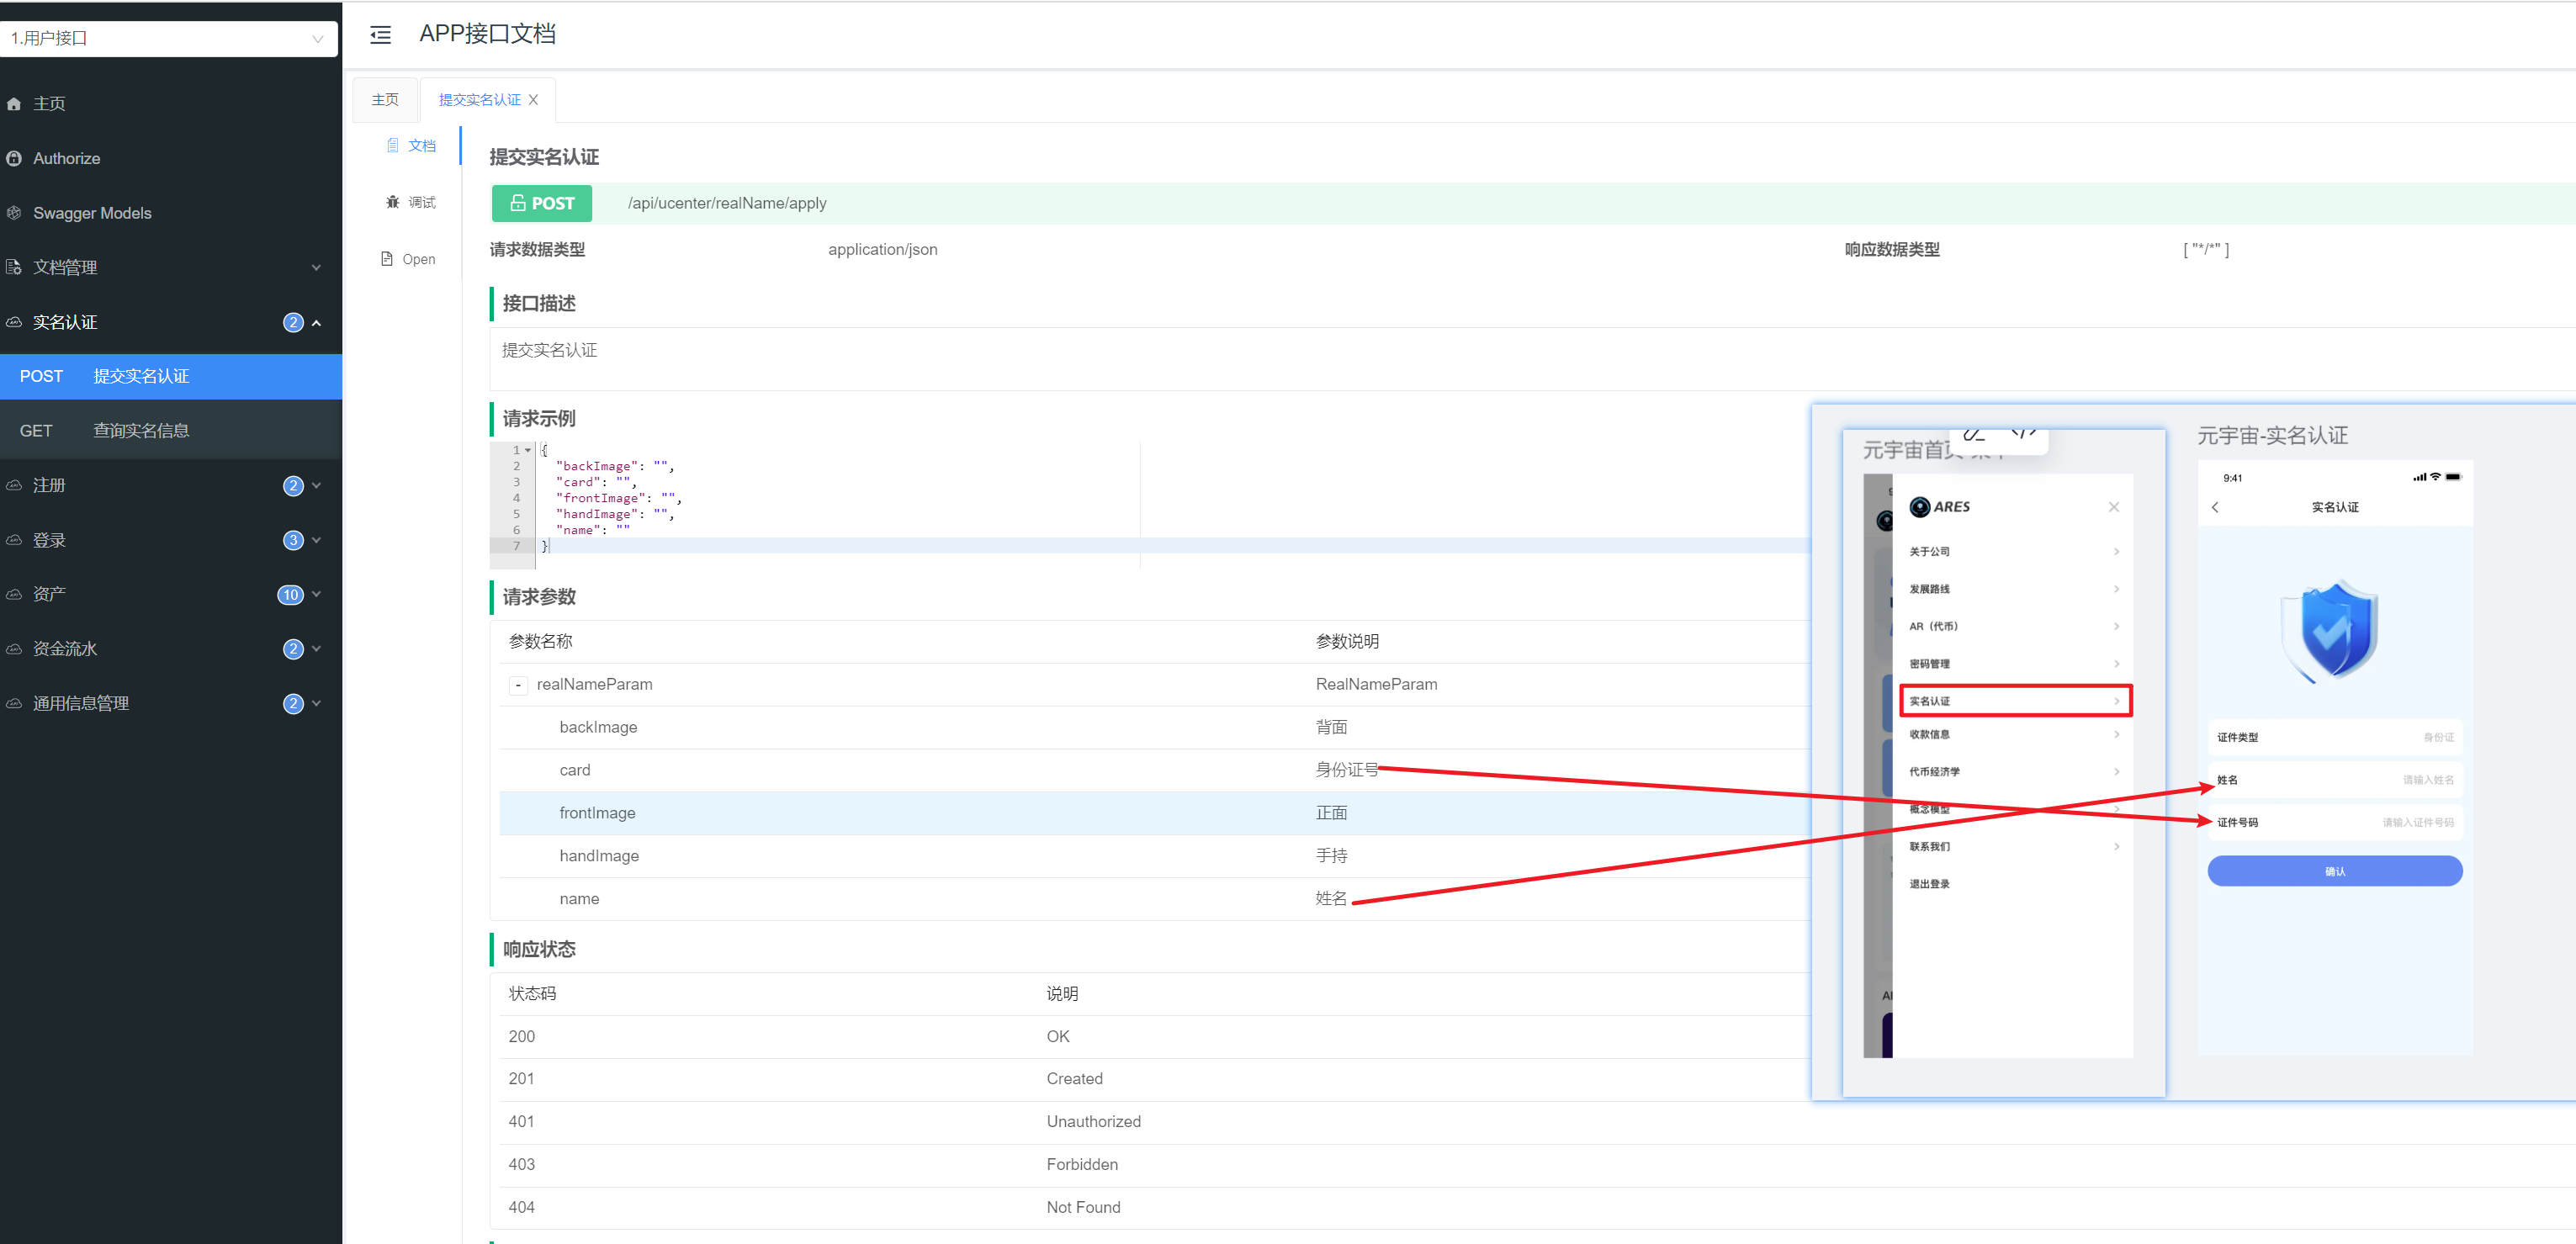 1.用户接口
主页
Authorize
Swagger Models
文档管理
实名认证 2
POST 提交实名认证
GET 查询实名信息
注册 2
登录 3
资产 10
资金流水 2
通用信息管理 2
APP接口文档
主页
提交实名认证 X
文档
调试
Open
提交实名认证
POST /api/ucenter/realName/apply
请求数据类型 application/json 响应数据类型 [ "*/*" ]
接口描述
提交实名认证
请求示例
1 {
2 "backImage": "",
3 "card": "",
4 "frontImage": "",
5 "handImage": "",
6 "name": ""
7 }
请求参数
参数名称 参数说明
- realNameParam RealNameParam
backImage 背面
card 身份证号
frontImage 正面
handImage 手持
name 姓名
响应状态
状态码 说明
200 OK
201 Created
401 Unauthorized
403 Forbidden
404 Not Found
元宇宙首页
ARES
关于公司
发展路线
AR（代币）
密码管理
实名认证
收款信息
代币经济学
概念模型
联系我们
退出登录
元宇宙-实名认证
9:41
实名认证
证件类型 身份证
姓名 请输入姓名
证件号码 请输入证件号码
确认